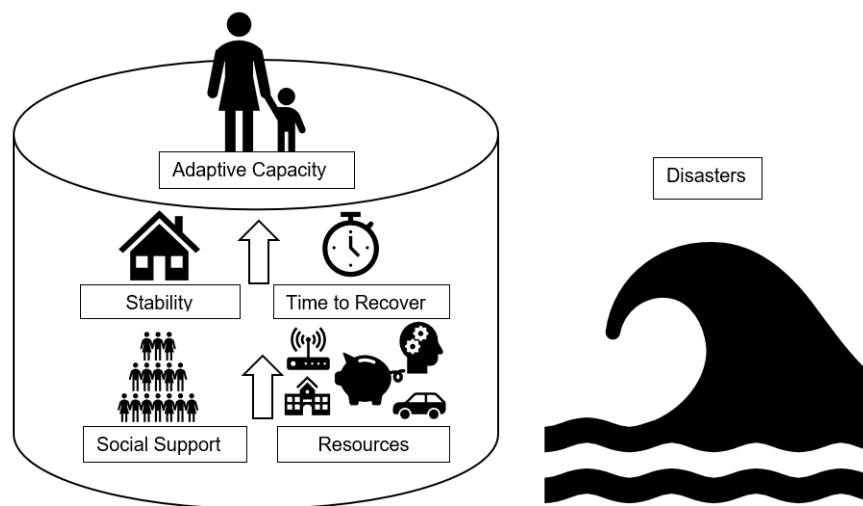 Adaptive Capacity
Disasters
Stability
Time to Recover
Social Support
Resources